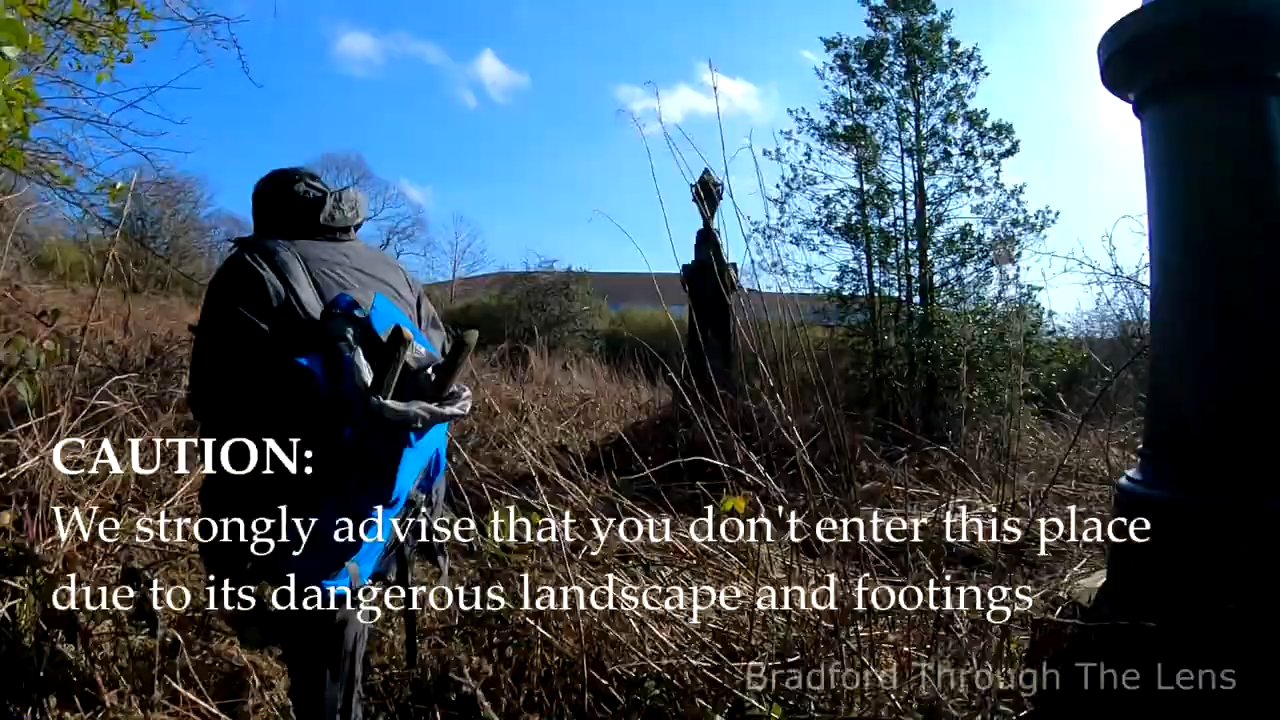 CAUTION:
We strongly advise that you don't enter this place
due to its dangerous landscape and footings
Bradford Through The Lens